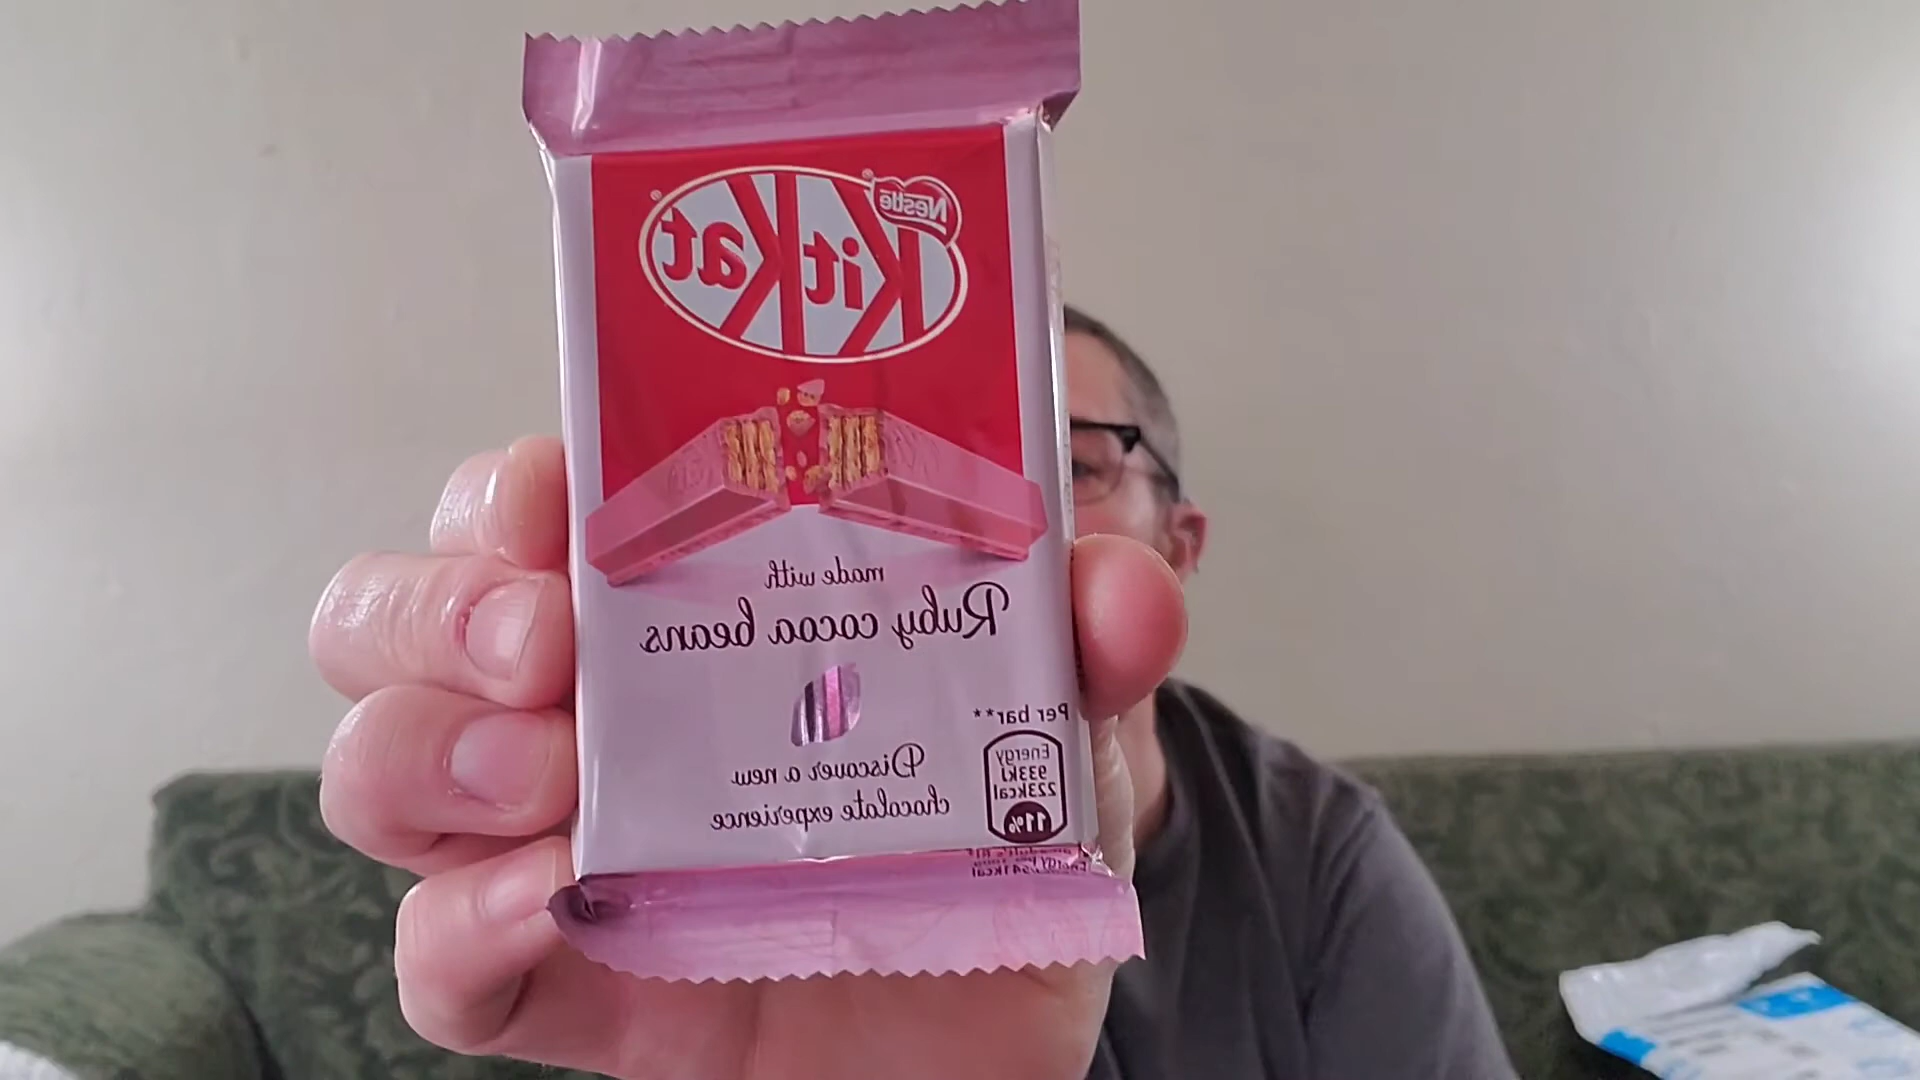 Nestlé
KitKat
made with
Ruby cocoa beans
Discover a new
chocolate experience
Per bar**
Energy
933kJ
223kcal
11%